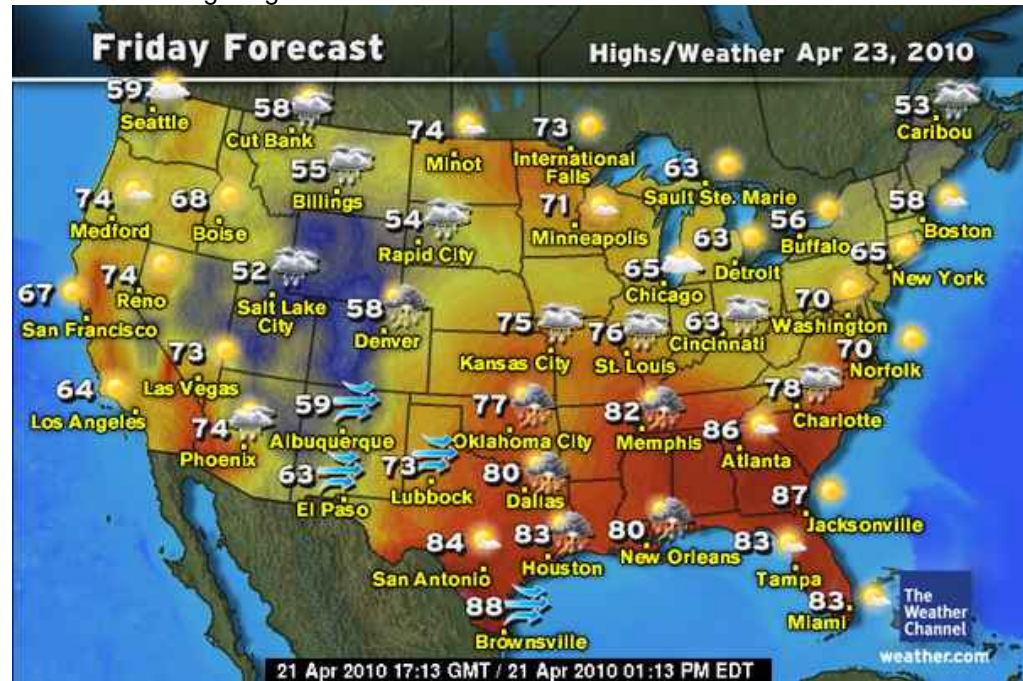 Friday Forecast
Highs/Weather Apr 23, 2010
59
Seattle
58
Cut Bank
74
Minot
73
International
Falls
53
Caribou
55
Billings
63
Sault Ste. Marie
74
Medford
68
Boise
54
Rapid City
71
Minneapolis
63
Detroit
56
Buffalo
58
Boston
67
San Francisco
74
Reno
52
Salt Lake
City
58
Denver
65
Chicago
65
New York
75
Kansas City
76
St. Louis
63
Cincinnati
70
Washington
70
Norfolk
64
Los Angeles
73
Las Vegas
59
Albuquerque
77
Oklahoma City
82
Memphis
78
Charlotte
74
Phoenix
63
El Paso
73
Lubbock
80
Dallas
86
Atlanta
87
Jacksonville
84
San Antonio
83
Houston
80
New Orleans
83
Tampa
88
Brownsville
83
Miami
The
Weather
Channel
weather.com
21 Apr 2010 17:13 GMT / 21 Apr 2010 01:13 PM EDT